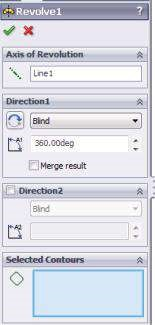 Revolve1 ?
Axis of Revolution
Line1
Direction1
Blind
360.00deg
Merge result
Direction2
Blind
Selected Contours